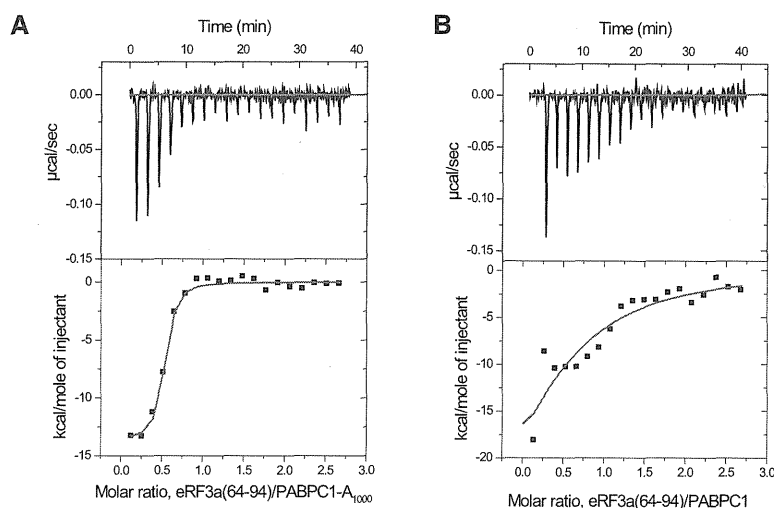 A
Time (min)
0 10 20 30 40
0.00
-0.05
-0.10
-0.15
µcal/sec
0
-5
-10
-15
kcal/mole of injectant
0.0 0.5 1.0 1.5 2.0 2.5 3.0
Molar ratio, eRF3a(64-94)/PABPC1-A1000
B
Time (min)
0 10 20 30 40
0.00
-0.05
-0.10
-0.15
µcal/sec
0
-5
-10
-15
-20
kcal/mole of injectant
0.0 0.5 1.0 1.5 2.0 2.5 3.0
Molar ratio, eRF3a(64-94)/PABPC1